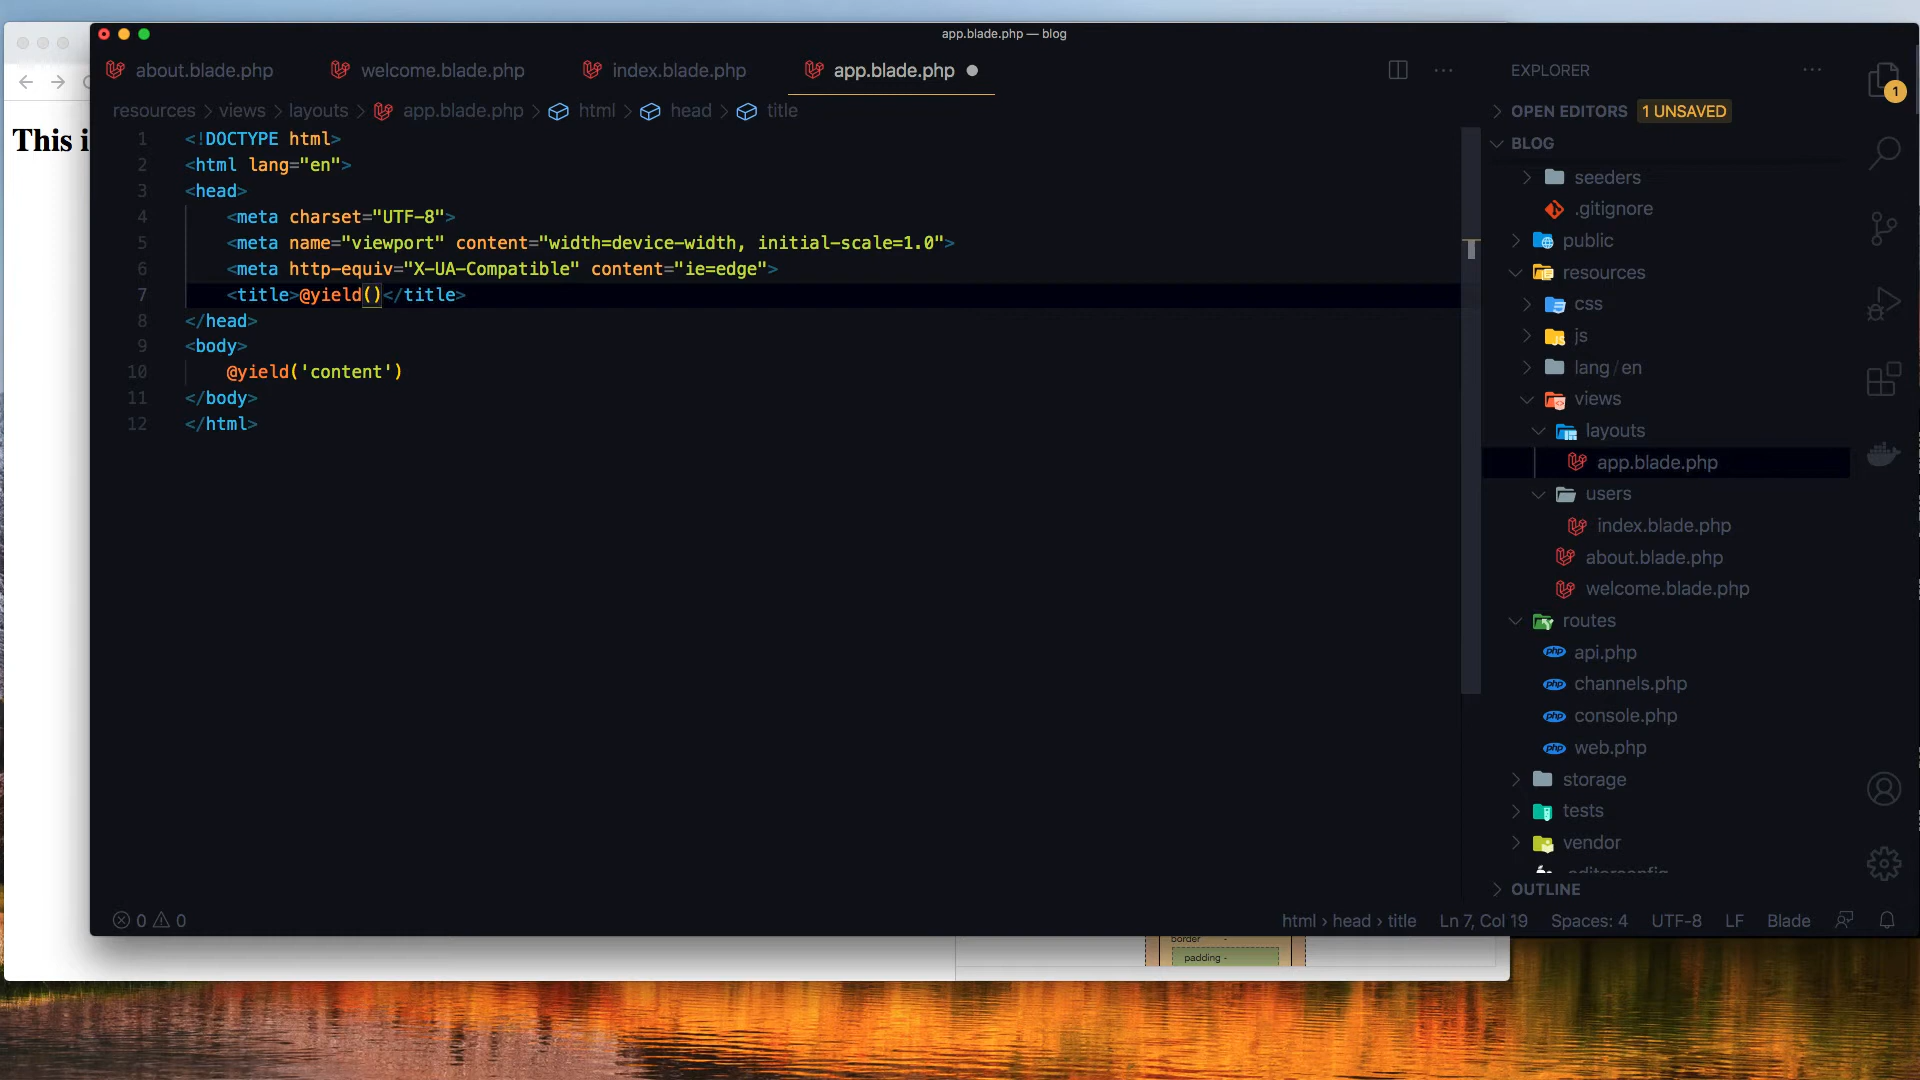 app.blade.php — blog
about.blade.php
welcome.blade.php
index.blade.php
app.blade.php
resources > views > layouts > app.blade.php > html > head > title
This i
1 <!DOCTYPE html>
2 <html lang="en">
3 <head>
4 <meta charset="UTF-8">
5 <meta name="viewport" content="width=device-width, initial-scale=1.0">
6 <meta http-equiv="X-UA-Compatible" content="ie=edge">
7 <title>@yield()</title>
8 </head>
9 <body>
10 @yield('content')
11 </body>
12 </html>
EXPLORER
OPEN EDITORS 1 UNSAVED
BLOG
seeders
.gitignore
public
resources
css
js
lang/en
views
layouts
app.blade.php
users
index.blade.php
about.blade.php
welcome.blade.php
routes
api.php
channels.php
console.php
web.php
storage
tests
vendor
OUTLINE
1
0 0
html › head › title
Ln 7, Col 19
Spaces: 4
UTF-8
LF
Blade
border -
padding -